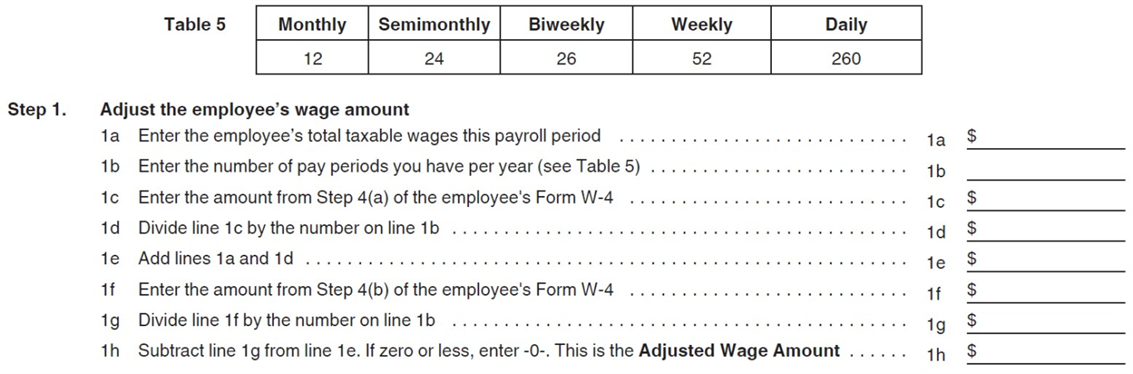 Table 5 Monthly Semimonthly Biweekly Weekly Daily
12 24 26 52 260
Step 1. Adjust the employee’s wage amount
1a Enter the employee’s total taxable wages this payroll period . . . . . . . . . . . . . . . . . . . . . . . . . . . . 1a $
1b Enter the number of pay periods you have per year (see Table 5) . . . . . . . . . . . . . . . . . . . . . . . . . 1b
1c Enter the amount from Step 4(a) of the employee's Form W-4 . . . . . . . . . . . . . . . . . . . . . . . . . . . 1c $
1d Divide line 1c by the number on line 1b . . . . . . . . . . . . . . . . . . . . . . . . . . . . . . . . . . . . . . . . . . . . 1d $
1e Add lines 1a and 1d . . . . . . . . . . . . . . . . . . . . . . . . . . . . . . . . . . . . . . . . . . . . . . . . . . . . . . . . . . 1e $
1f Enter the amount from Step 4(b) of the employee's Form W-4 . . . . . . . . . . . . . . . . . . . . . . . . . . . 1f $
1g Divide line 1f by the number on line 1b . . . . . . . . . . . . . . . . . . . . . . . . . . . . . . . . . . . . . . . . . . . . 1g $
1h Subtract line 1g from line 1e. If zero or less, enter -0-. This is the Adjusted Wage Amount . . . . . . 1h $